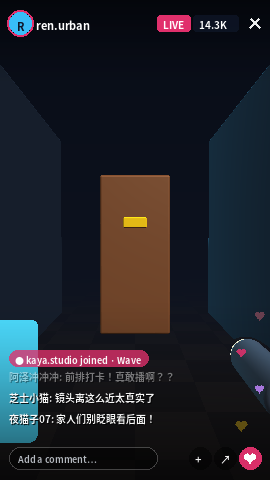 R
ren.urban
LIVE
14.3K
kaya.studio joined · Wave
阿泽冲冲冲: 前排打卡！真敢播啊？？
芝士小猫: 镜头离这么近太真实了
夜猫子07: 家人们别眨眼看后面！
Add a comment…